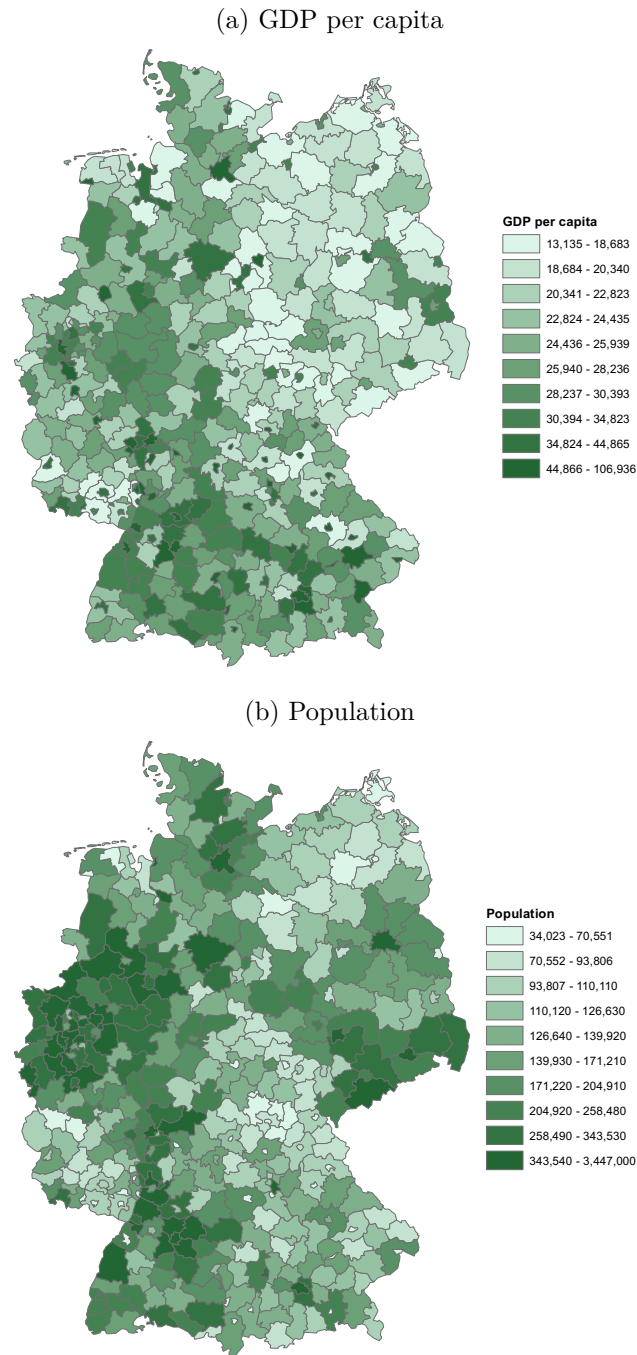 (a) GDP per capita
GDP per capita
13,135 - 18,683
18,684 - 20,340
20,341 - 22,823
22,824 - 24,435
24,436 - 25,939
25,940 - 28,236
28,237 - 30,393
30,394 - 34,823
34,824 - 44,865
44,866 - 106,936
(b) Population
Population
34,023 - 70,551
70,552 - 93,806
93,807 - 110,110
110,120 - 126,630
126,640 - 139,920
139,930 - 171,210
171,220 - 204,910
204,920 - 258,480
258,490 - 343,530
343,540 - 3,447,000